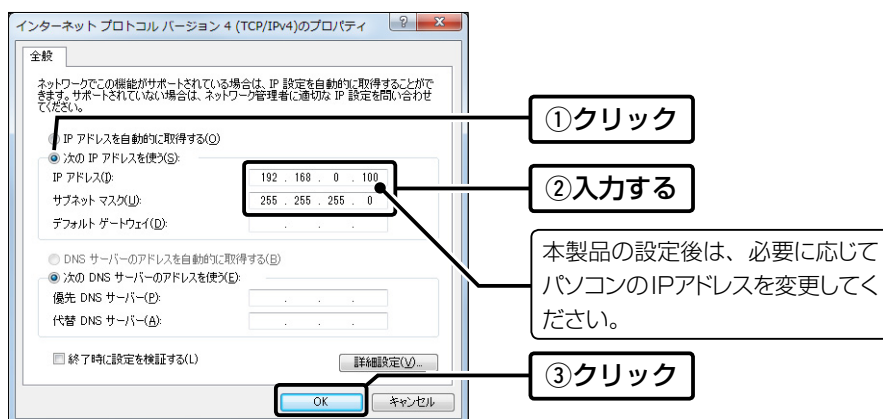 インターネット プロトコル バージョン 4 (TCP/IPv4)のプロパティ
全般
ネットワークでこの機能がサポートされている場合は、IP 設定を自動的に取得することがで
きます。サポートされていない場合は、ネットワーク管理者に適切な IP 設定を問い合わせ
てください。
IP アドレスを自動的に取得する(O)
次の IP アドレスを使う(S):
IP アドレス(I):
192 . 168 . 0 . 100
サブネット マスク(U):
255 . 255 . 255 . 0
デフォルト ゲートウェイ(D):
. . .
DNS サーバーのアドレスを自動的に取得する(B)
次の DNS サーバーのアドレスを使う(E):
優先 DNS サーバー(P):
. . .
代替 DNS サーバー(A):
. . .
終了時に設定を検証する(L)
詳細設定(V)...
OK
キャンセル
①クリック
②入力する
本製品の設定後は、必要に応じて
パソコンのIPアドレスを変更してく
ださい。
③クリック